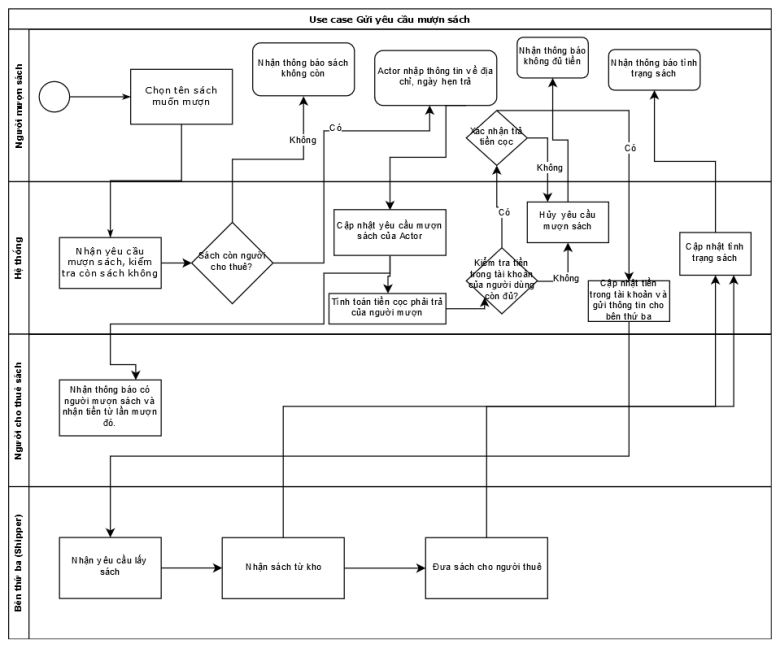 Use case Gửi yêu cầu mượn sách
Người mượn sách
Chọn tên sách
muốn mượn
Nhận thông báo sách
không còn
Actor nhập thông tin về địa
chỉ, ngày hẹn trả
Nhận thông báo
không đủ tiền
Nhận thông báo tình
trạng sách
Xác nhận trả
tiền cọc
Không
Có
Không
Có
Hệ thống
Nhận yêu cầu
mượn sách, kiểm
tra còn sách không
Sách còn người
cho thuê?
Cập nhật yêu cầu mượn
sách của Actor
Tính toán tiền cọc phải trả
của người mượn
Có
Kiểm tra tiền
trong tài khoản
của người dùng
còn đủ?
Không
Hủy yêu cầu
mượn sách
Cập nhật tiền
trong tài khoản và
gửi thông tin cho
bên thứ ba
Cập nhật tình
trạng sách
Người cho thuê sách
Nhận thông báo có
người mượn sách và
nhận tiền từ lần mượn
đó.
Bên thứ ba (Shipper)
Nhận yêu cầu lấy
sách
Nhận sách từ kho
Đưa sách cho người thuê